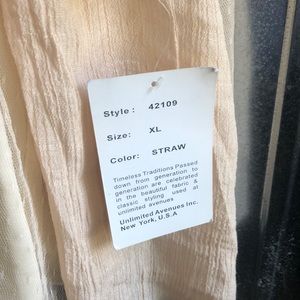 Style : 42109
Size: XL
Color: STRAW
Timeless Traditions Passed
down from generation to
generation are celebrated
in the beautiful fabric &
classic styling used at
unlimited avenues
Unlimited Avenues Inc.
New York, U.S.A